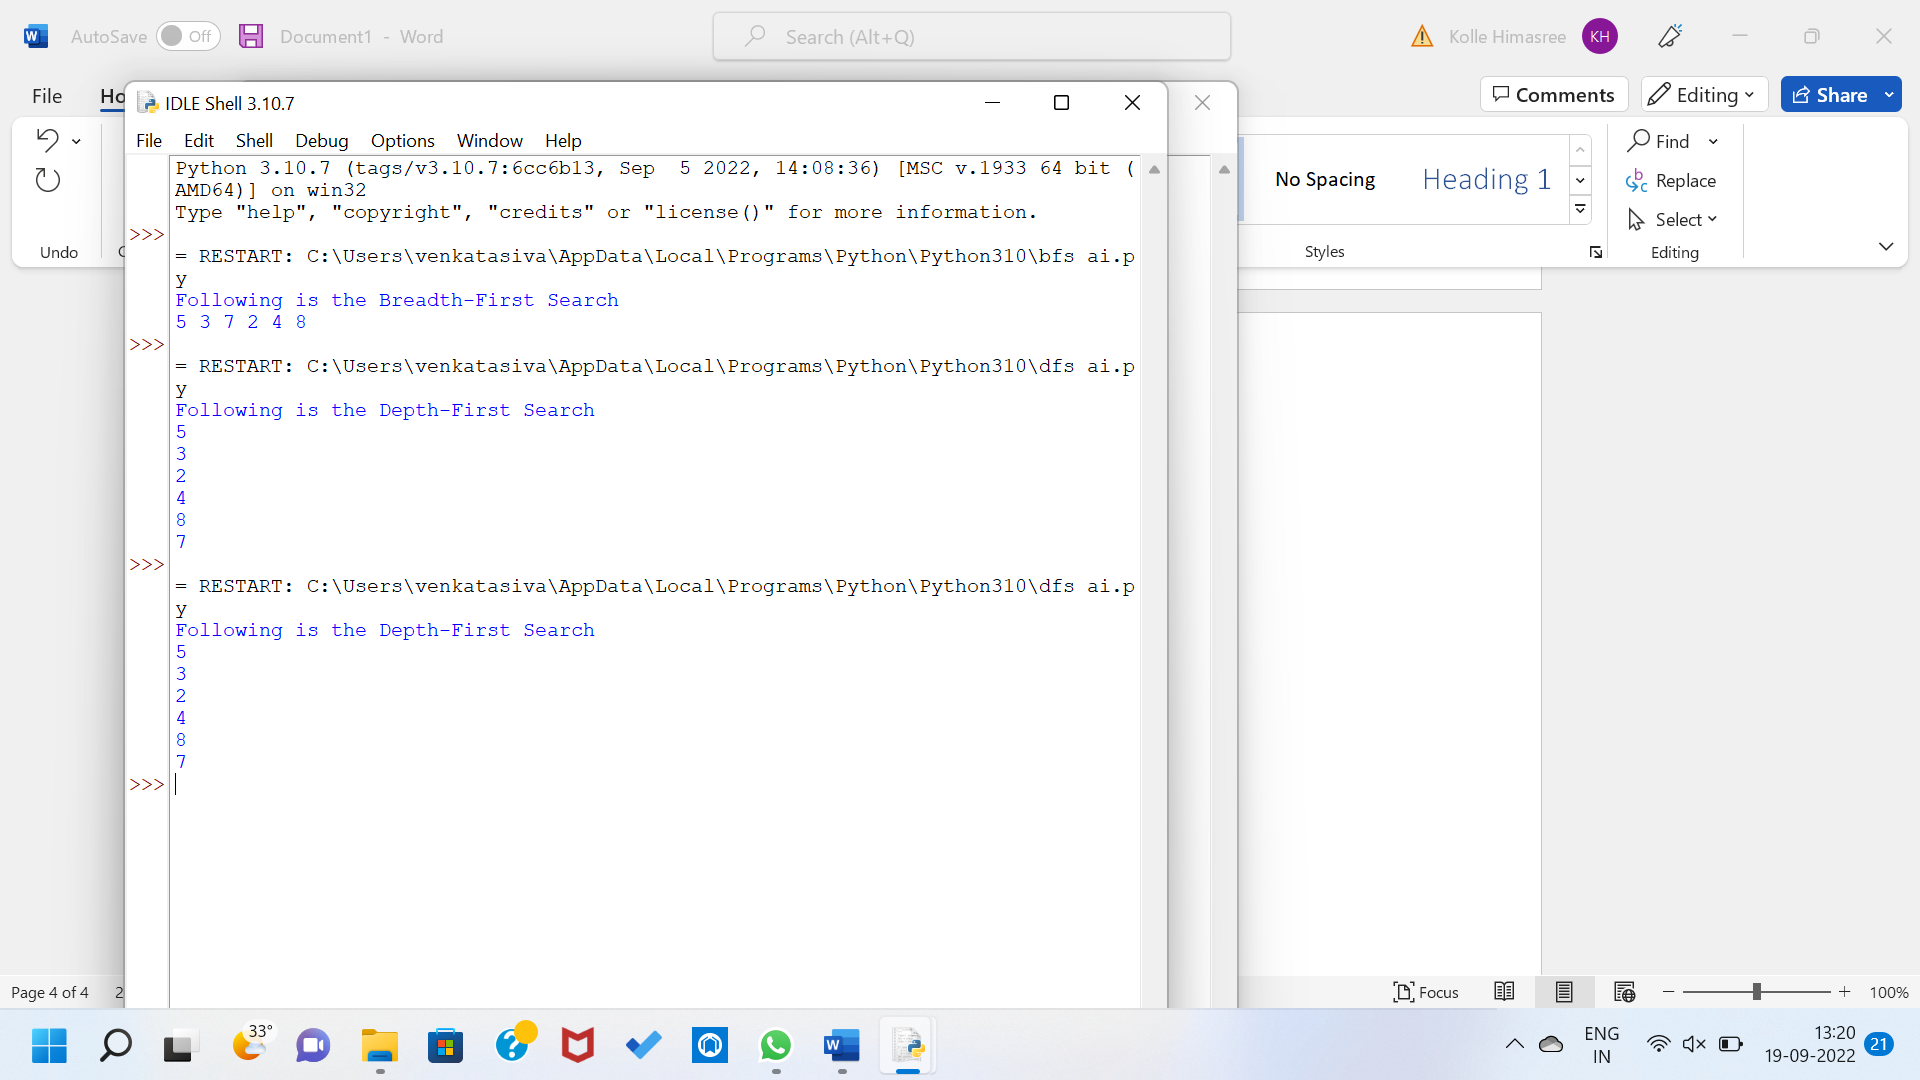 AutoSave Off Document1 - Word Search (Alt+Q) Kolle Himasree KH
File Ho Comments Editing Share
IDLE Shell 3.10.7
File Edit Shell Debug Options Window Help
Python 3.10.7 (tags/v3.10.7:6cc6b13, Sep  5 2022, 14:08:36) [MSC v.1933 64 bit (
AMD64)] on win32
Type "help", "copyright", "credits" or "license()" for more information.
>>>
= RESTART: C:\Users\venkatasiva\AppData\Local\Programs\Python\Python310\bfs ai.p
y
Following is the Breadth-First Search
5 3 7 2 4 8
>>>
= RESTART: C:\Users\venkatasiva\AppData\Local\Programs\Python\Python310\dfs ai.p
y
Following is the Depth-First Search
5
3
2
4
8
7
>>>
= RESTART: C:\Users\venkatasiva\AppData\Local\Programs\Python\Python310\dfs ai.p
y
Following is the Depth-First Search
5
3
2
4
8
7
>>>
Undo
No Spacing Heading 1
Styles
Find
Replace
Select
Editing
Page 4 of 4 2 Focus 100%
33° ENG 13:20
IN 19-09-2022 21